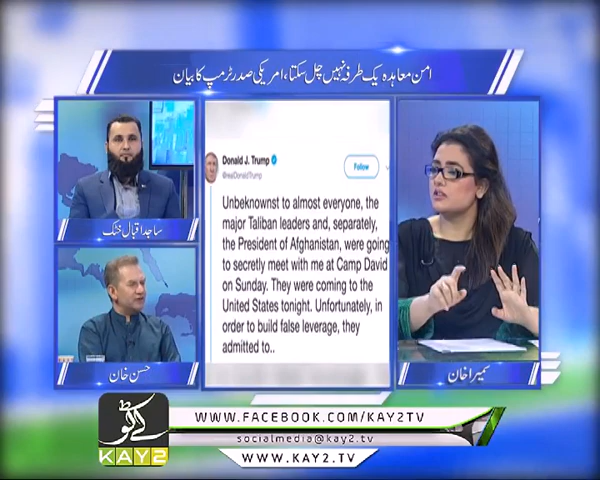 امن معاہدہ یک طرفہ نہیں چل سکتا، امریکی صدر ٹرمپ کا بیان
ساجد اقبال خٹک
حسن خان
Donald J. Trump
@realDonaldTrump
Follow
Unbeknownst to almost everyone, the
major Taliban leaders and, separately,
the President of Afghanistan, were going
to secretly meet with me at Camp David
on Sunday. They were coming to the
United States tonight. Unfortunately, in
order to build false leverage, they
admitted to..
سمیرا خان
کے ٹو
KAY2
WWW.FACEBOOK.COM/KAY2TV
socialmedia@kay2.tv
WWW.KAY2.TV